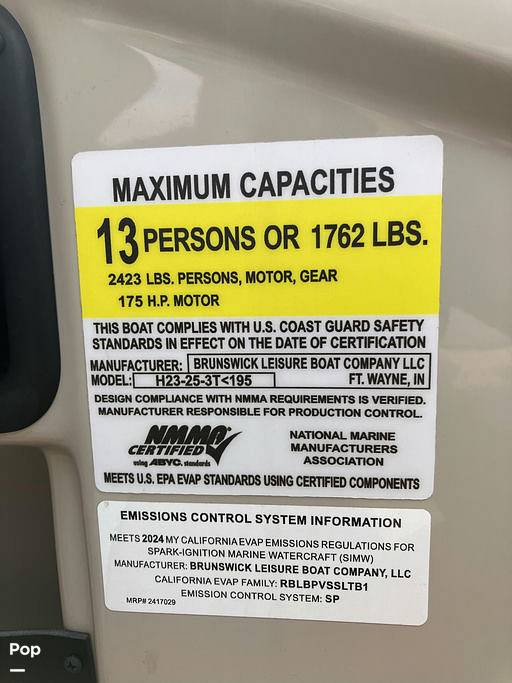 MAXIMUM CAPACITIES
13 PERSONS OR 1762 LBS.
2423 LBS. PERSONS, MOTOR, GEAR
175 H.P. MOTOR
THIS BOAT COMPLIES WITH U.S. COAST GUARD SAFETY
STANDARDS IN EFFECT ON THE DATE OF CERTIFICATION
MANUFACTURER: BRUNSWICK LEISURE BOAT COMPANY LLC
MODEL: H23-25-3T<195 FT. WAYNE, IN
DESIGN COMPLIANCE WITH NMMA REQUIREMENTS IS VERIFIED.
MANUFACTURER RESPONSIBLE FOR PRODUCTION CONTROL.
NMMA®
CERTIFIED
using ABYC. standards
NATIONAL MARINE
MANUFACTURERS
ASSOCIATION
MEETS U.S. EPA EVAP STANDARDS USING CERTIFIED COMPONENTS
EMISSIONS CONTROL SYSTEM INFORMATION
MEETS 2024 MY CALIFORNIA EVAP EMISSIONS REGULATIONS FOR
SPARK-IGNITION MARINE WATERCRAFT (SIMW)
MANUFACTURER: BRUNSWICK LEISURE BOAT COMPANY, LLC
CALIFORNIA EVAP FAMILY: RBLBPVSSLTB1
EMISSION CONTROL SYSTEM: SP
MRP# 2417029
Pop